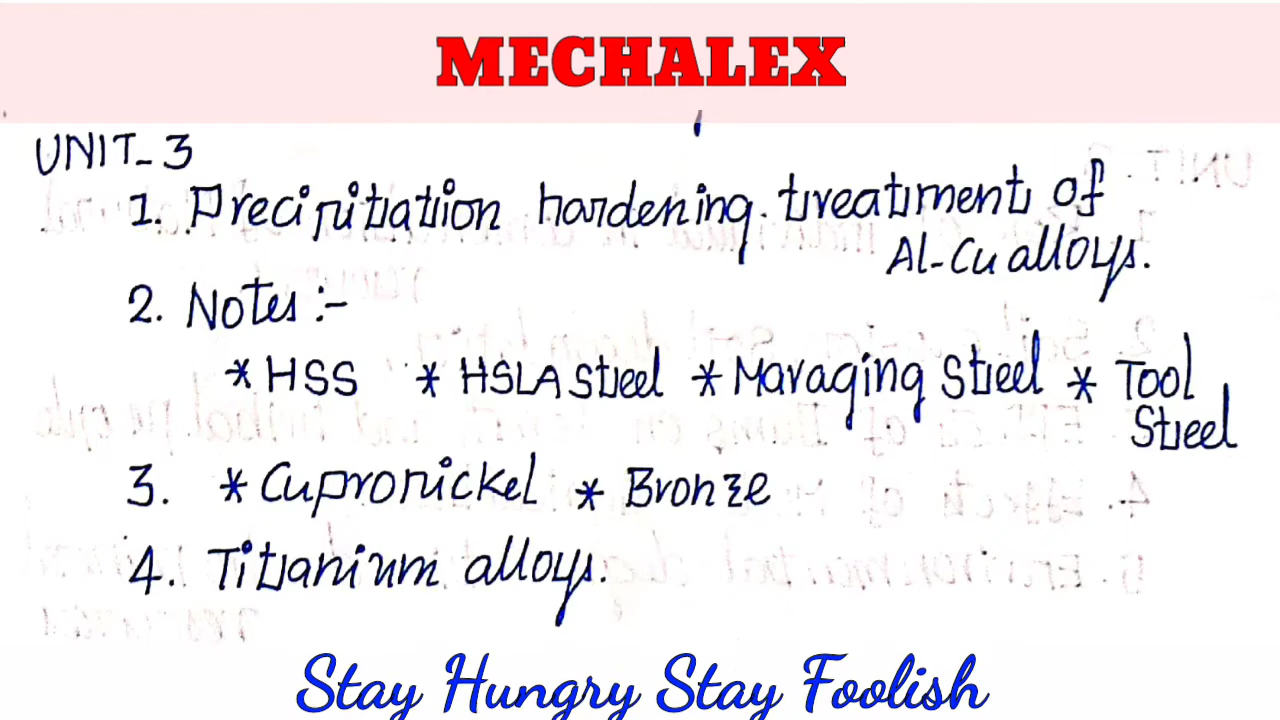 MECHALEX
UNIT-3
1. Precipitation hardening treatment of
Al-Cu alloys.
2. Notes :-
* HSS * HSLA Steel * Maraging Steel * Tool
Steel
3. * Cupronickel * Bronze
4. Titanium alloys.
Stay Hungry Stay Foolish